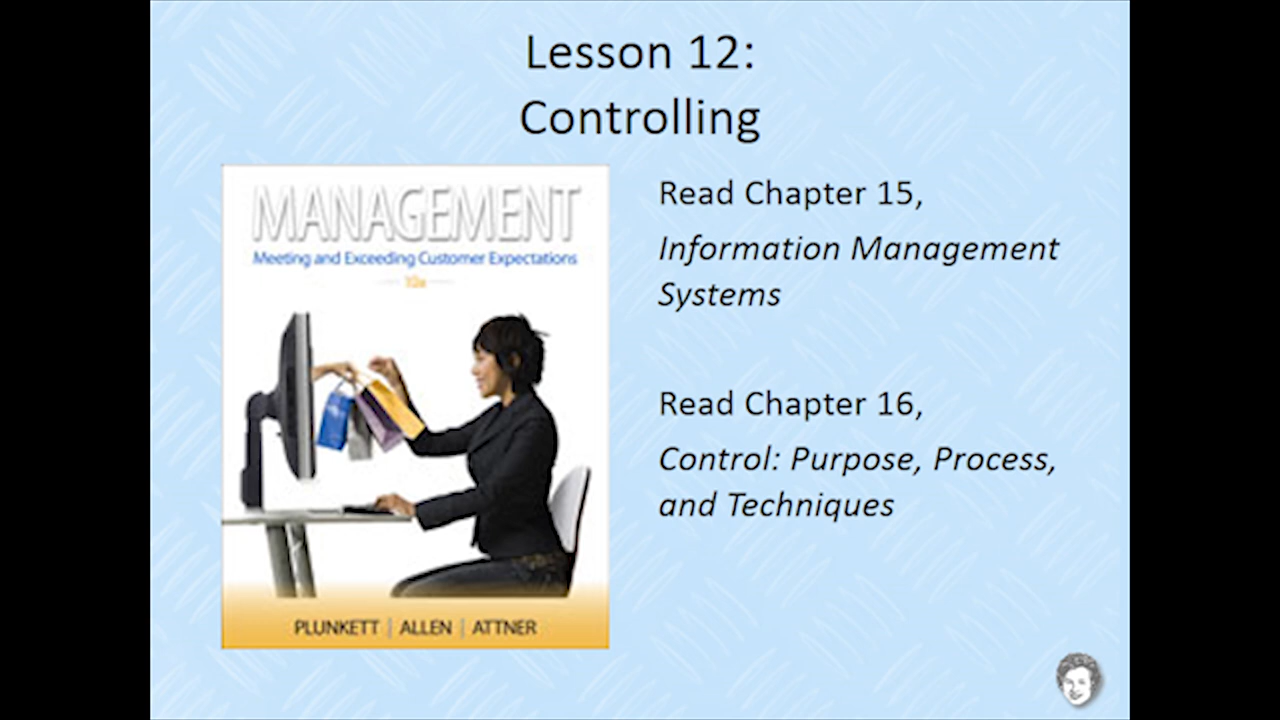 Lesson 12:
Controlling
MANAGEMENT
Meeting and Exceeding Customer Expectations
10e
PLUNKETT | ALLEN | ATTNER
Read Chapter 15,
Information Management
Systems
Read Chapter 16,
Control: Purpose, Process,
and Techniques